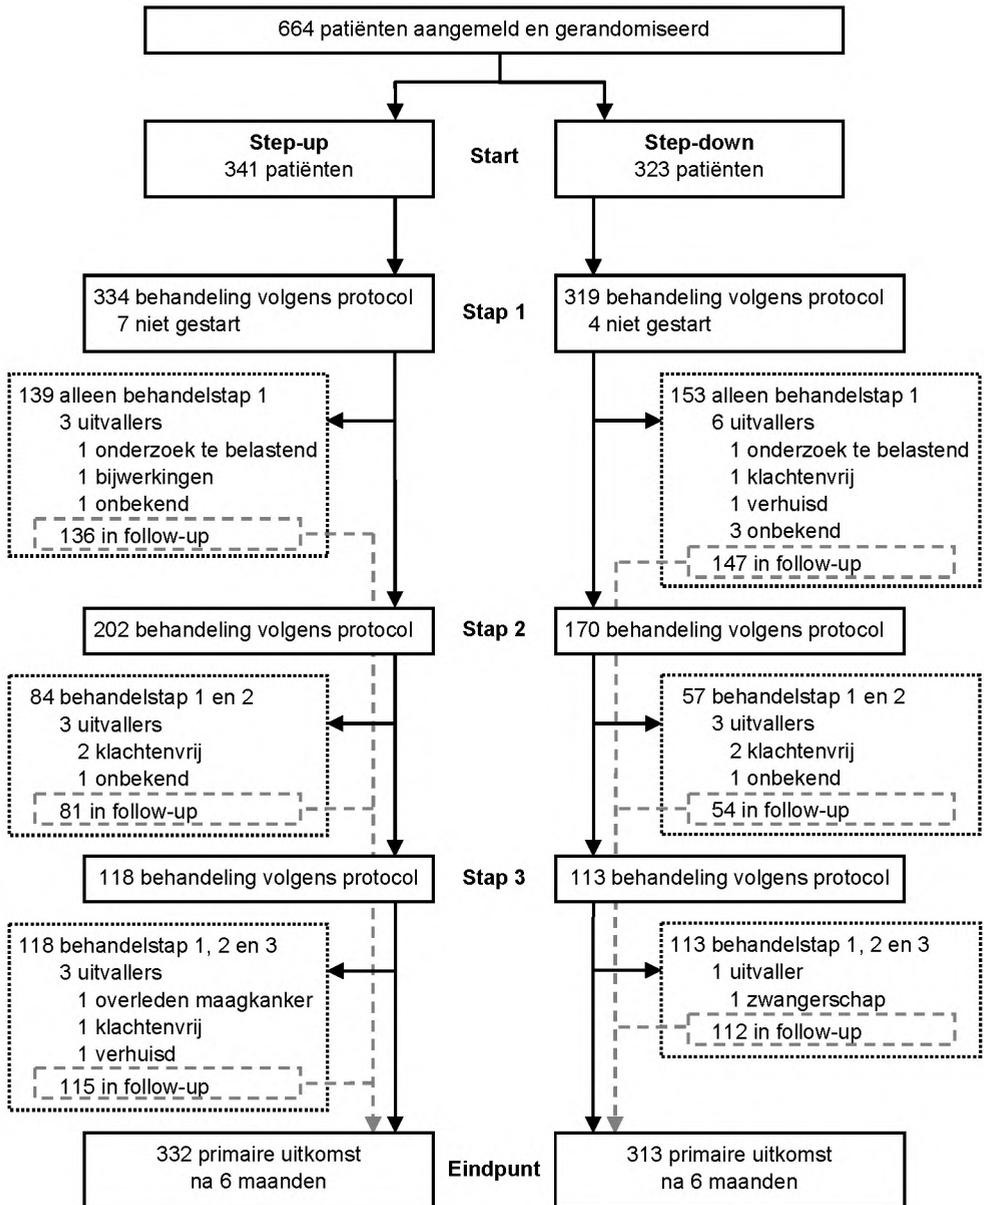 664 patiënten aangemeld en gerandomiseerd
Step-up
341 patiënten
Start
Step-down
323 patiënten
334 behandeling volgens protocol
7 niet gestart
Stap 1
319 behandeling volgens protocol
4 niet gestart
139 alleen behandelstap 1
3 uitvallers
1 onderzoek te belastend
1 bijwerkingen
1 onbekend
136 in follow-up
153 alleen behandelstap 1
6 uitvallers
1 onderzoek te belastend
1 klachtenvrij
1 verhuisd
3 onbekend
147 in follow-up
202 behandeling volgens protocol
Stap 2
170 behandeling volgens protocol
84 behandelstap 1 en 2
3 uitvallers
2 klachtenvrij
1 onbekend
81 in follow-up
57 behandelstap 1 en 2
3 uitvallers
2 klachtenvrij
1 onbekend
54 in follow-up
118 behandeling volgens protocol
Stap 3
113 behandeling volgens protocol
118 behandelstap 1, 2 en 3
3 uitvallers
1 overleden maagkanker
1 klachtenvrij
1 verhuisd
115 in follow-up
113 behandelstap 1, 2 en 3
1 uitvaller
1 zwangerschap
112 in follow-up
332 primaire uitkomst
na 6 maanden
Eindpunt
313 primaire uitkomst
na 6 maanden